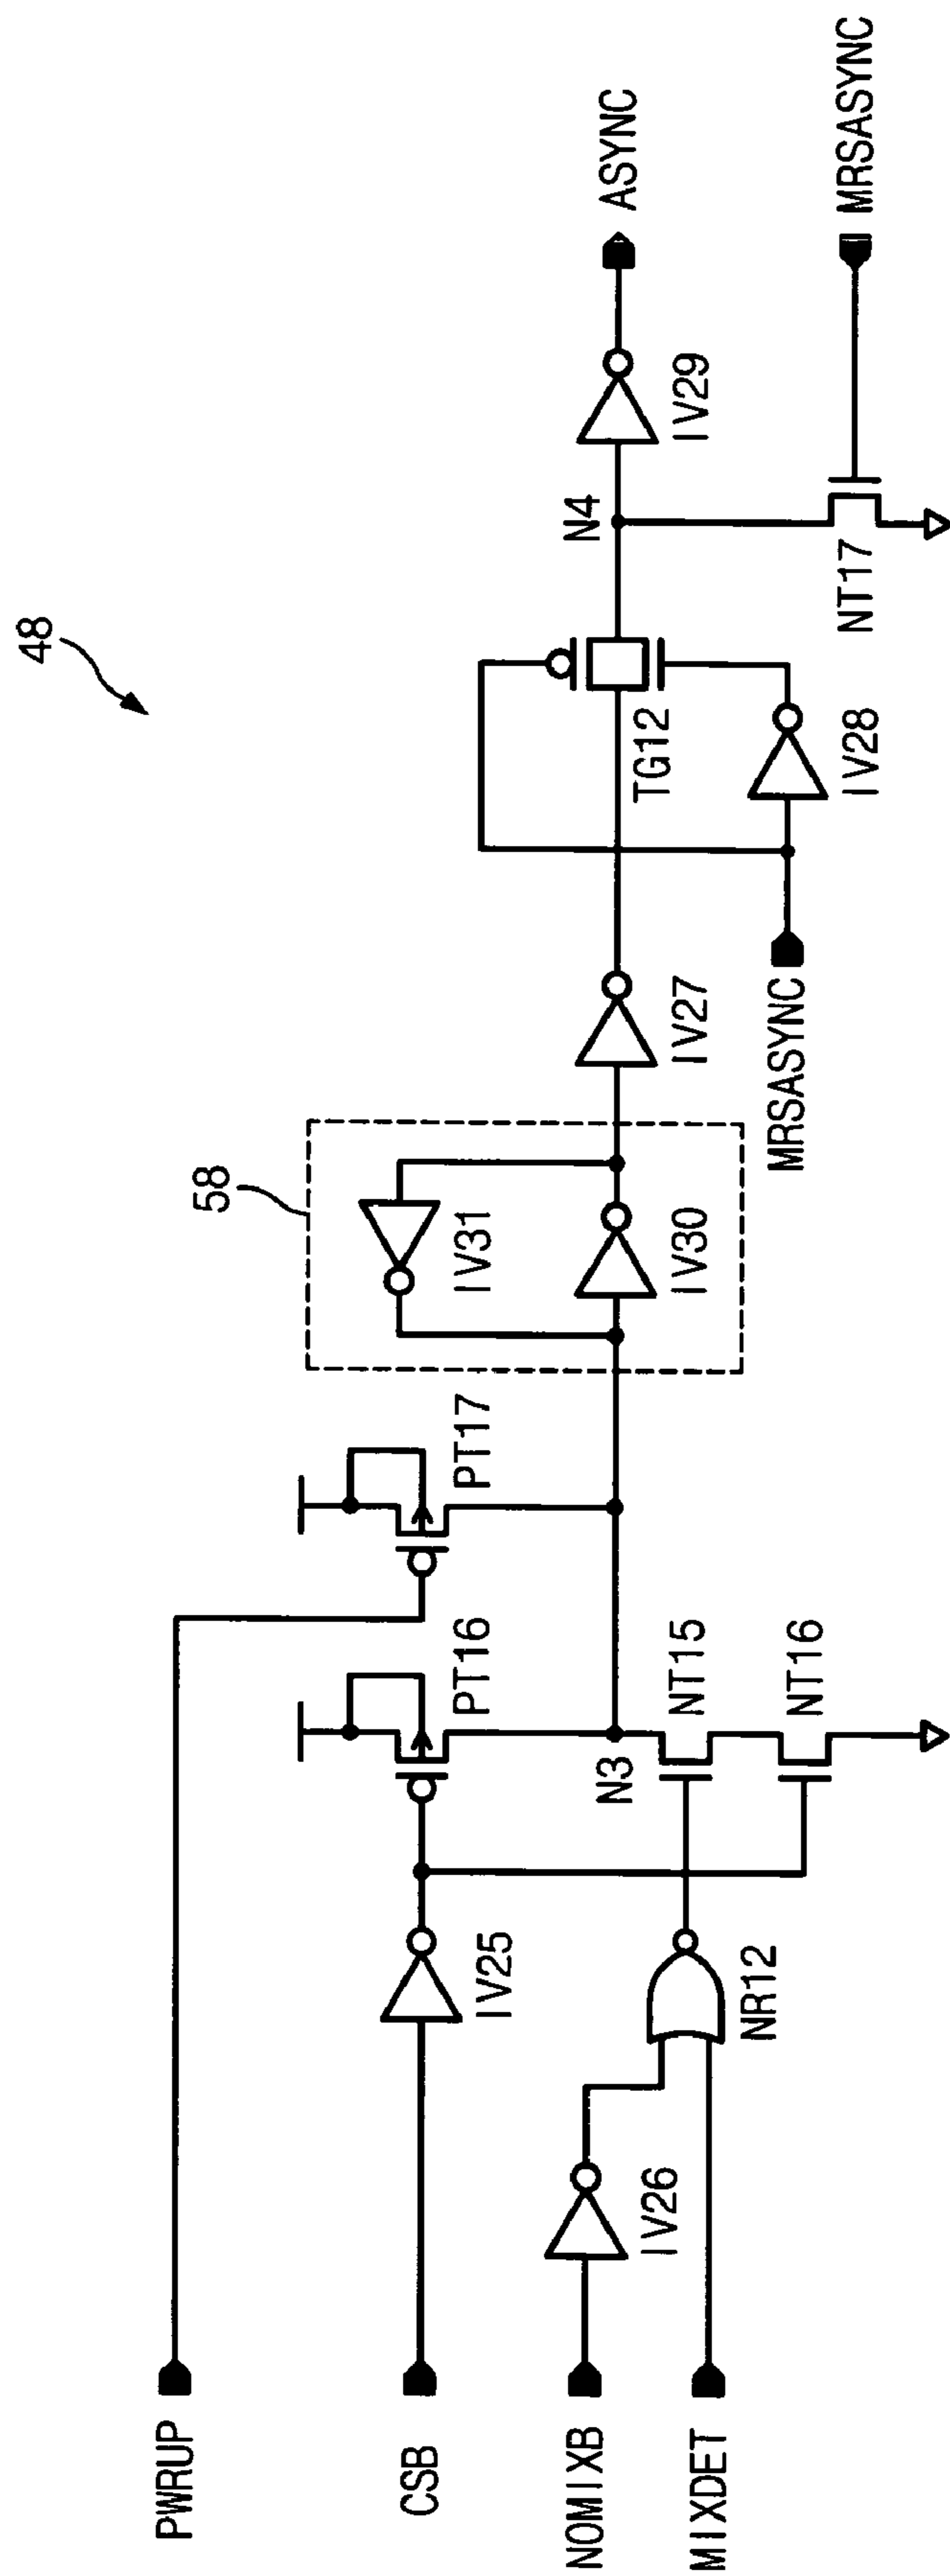 48
PWRUP
CSB
NOMIXB
MIXDET
IV25
IV26
NR12
PT16
N3
NT15
NT16
PT17
58
IV31
IV30
IV27
MRSASYNC
TG12
IV28
N4
NT17
IV29
ASYNC
MRSASYNC